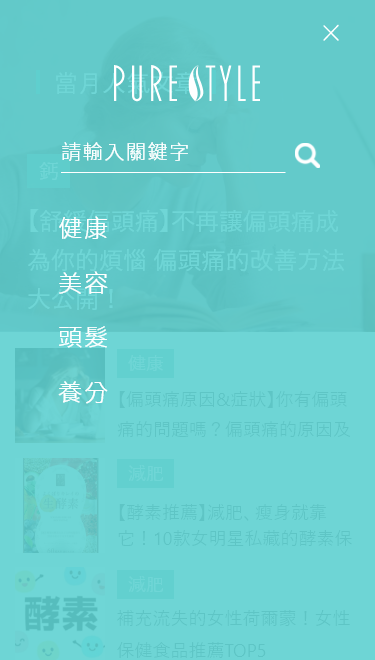 當月人氣文章
PURE STYLE
請輸入關鍵字
鈣
【舒緩偏頭痛】不再讓偏頭痛成
為你的煩惱 偏頭痛的改善方法
大公開！
健康
美容
頭髮
養分
健康
【偏頭痛原因&症狀】你有偏頭痛
的問題嗎？偏頭痛的原因及
減肥
【酵素推薦】減肥、瘦身就靠
它！10款女明星私藏的酵素保
酵素
減肥
補充流失的女性荷爾蒙！女性
保健食品推薦TOP5